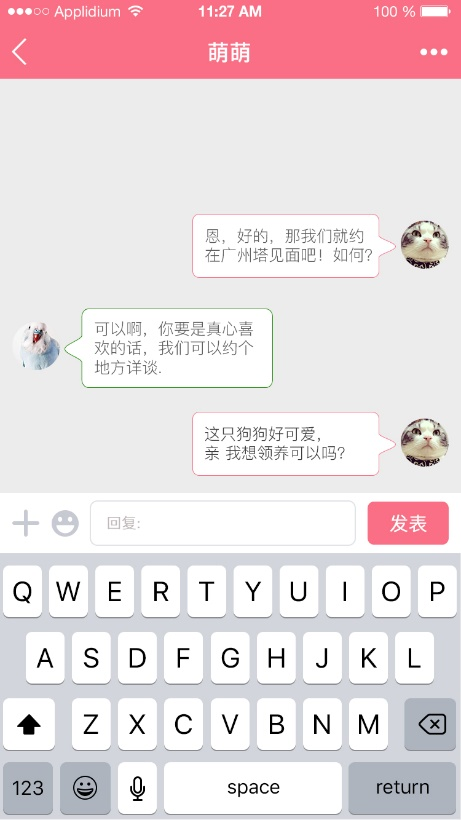 ●●●○○ Applidium 11:27 AM 100 %
萌萌
恩，好的，那我们就约
在广州塔见面吧！如何?
可以啊，你要是真心喜
欢的话，我们可以约个
地方详谈.
这只狗狗好可爱，
亲 我想领养可以吗?
回复: 发表
Q W E R T Y U I O P
A S D F G H J K L
Z X C V B N M
123 space return